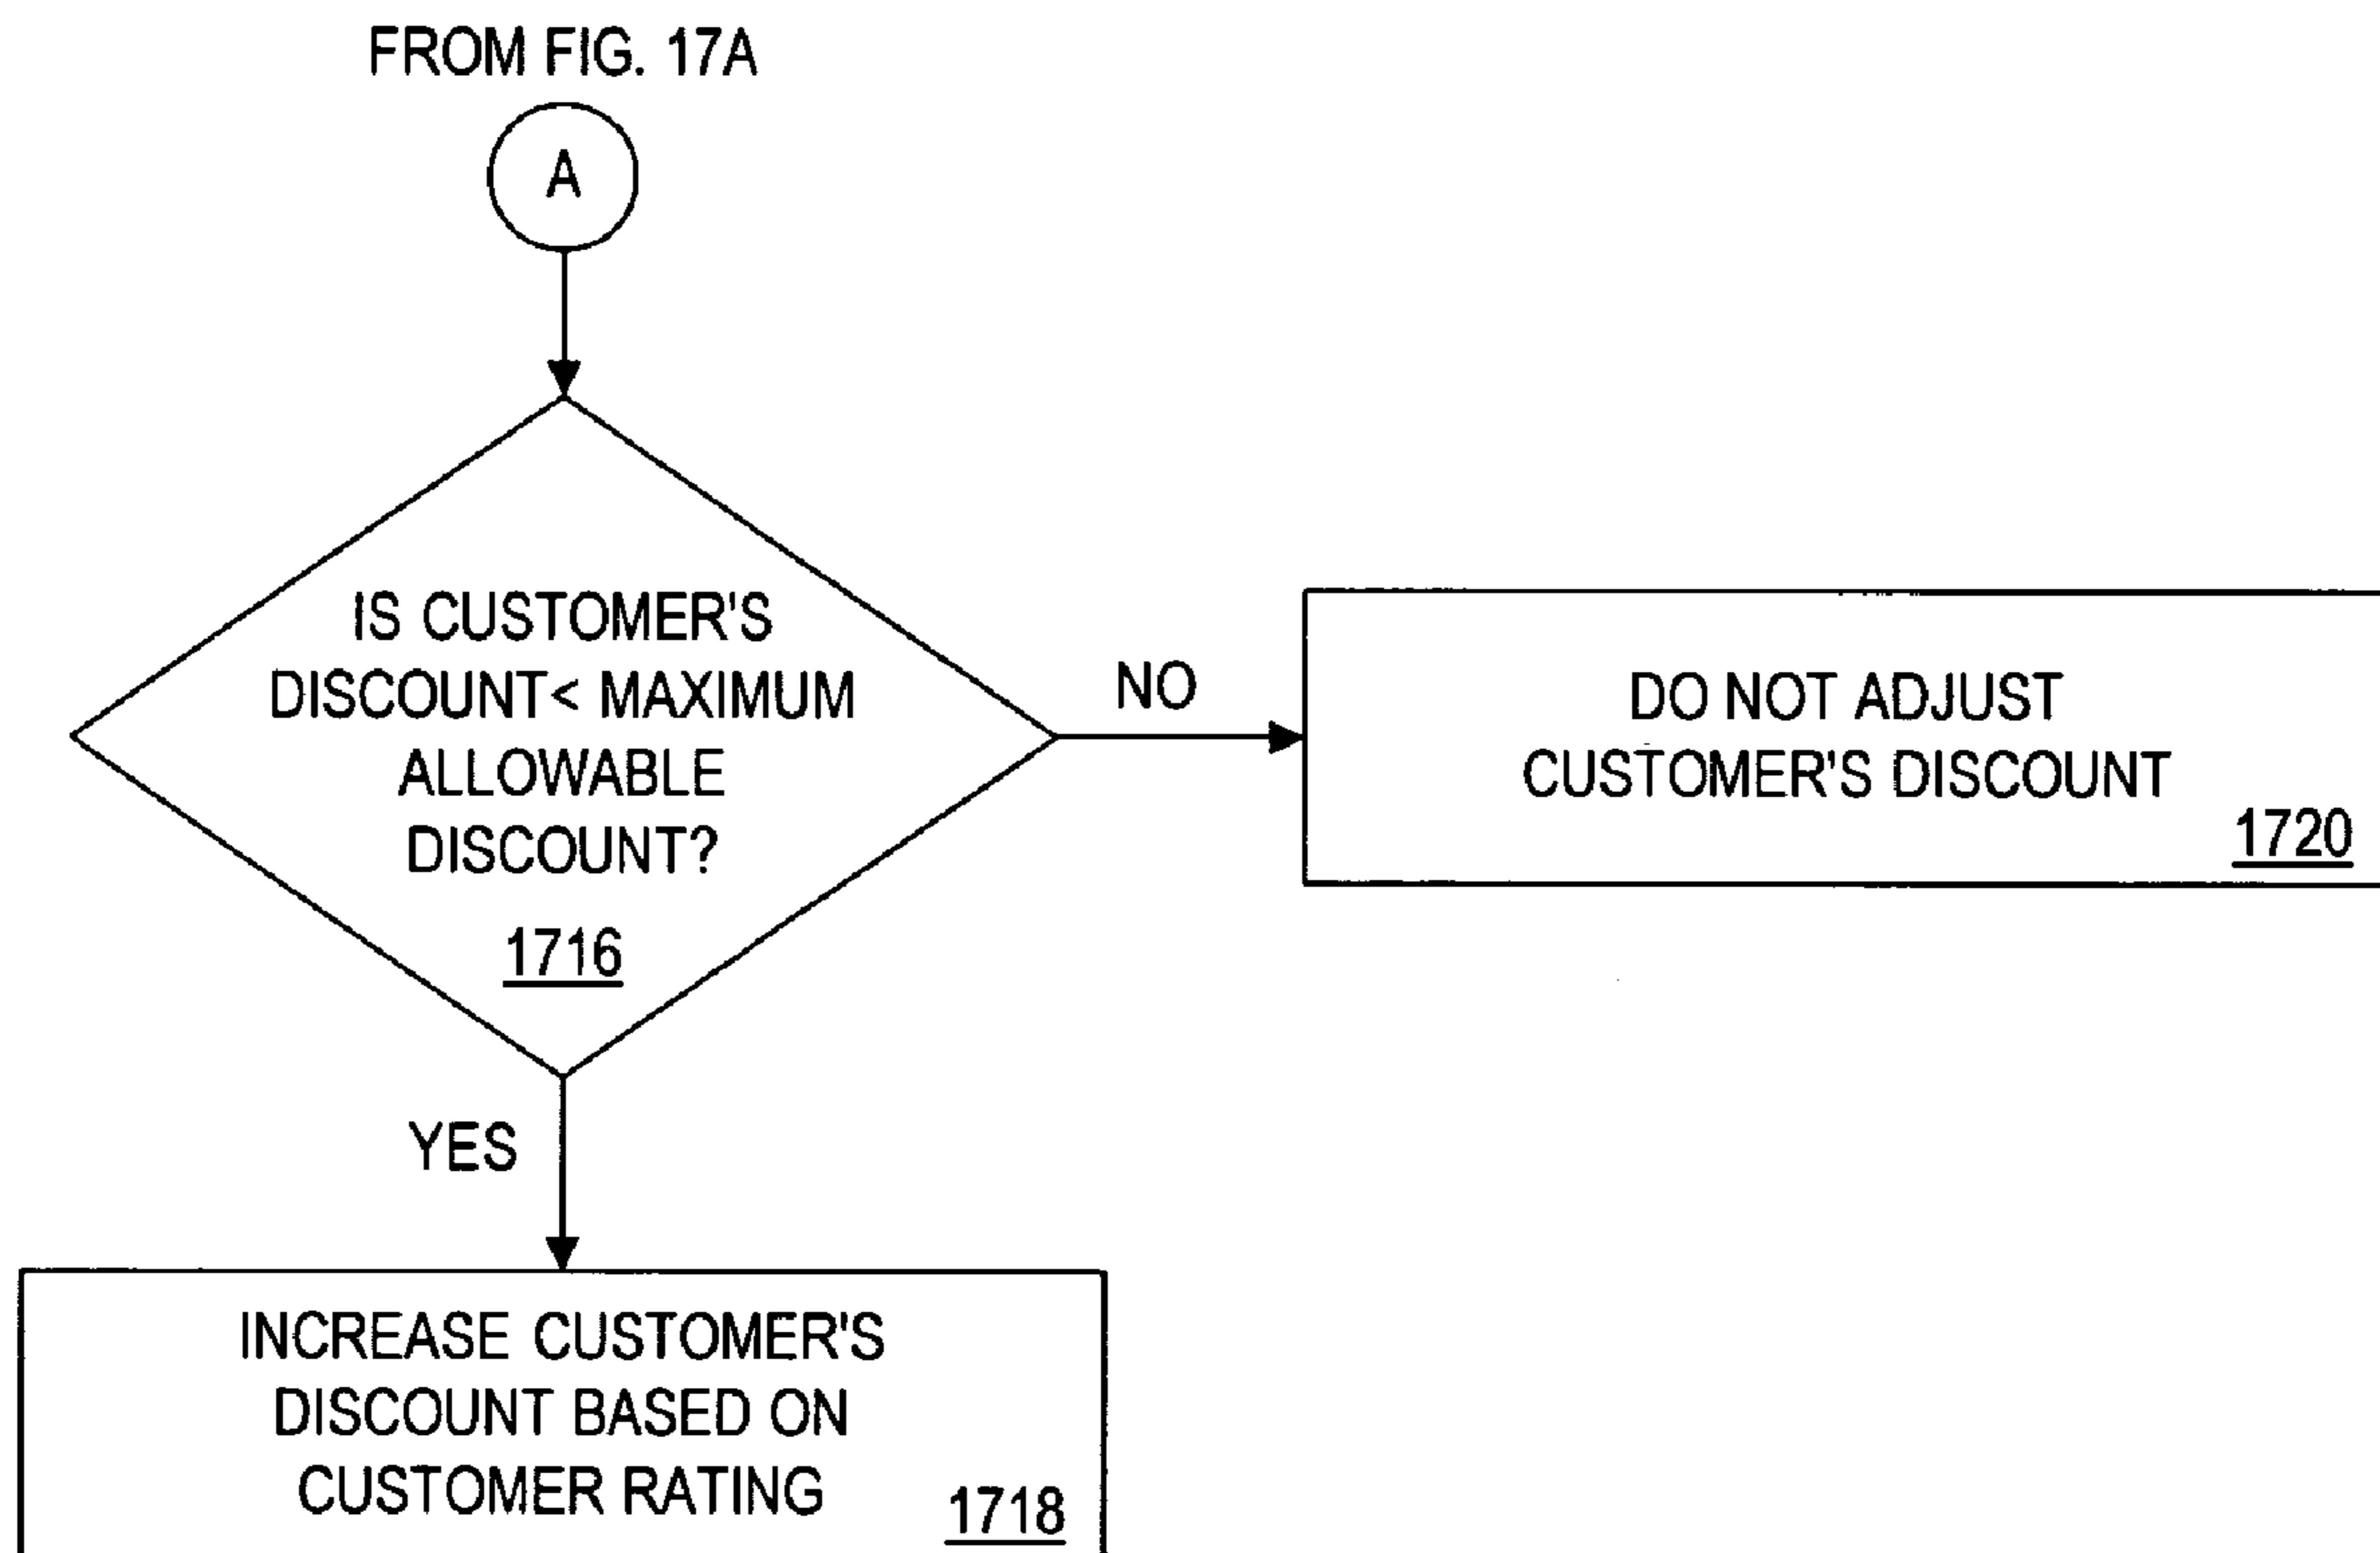 FROM FIG. 17A
A
IS CUSTOMER'S
DISCOUNT< MAXIMUM
ALLOWABLE
DISCOUNT?
1716
NO
DO NOT ADJUST
CUSTOMER'S DISCOUNT
1720
YES
INCREASE CUSTOMER'S
DISCOUNT BASED ON
CUSTOMER RATING
1718